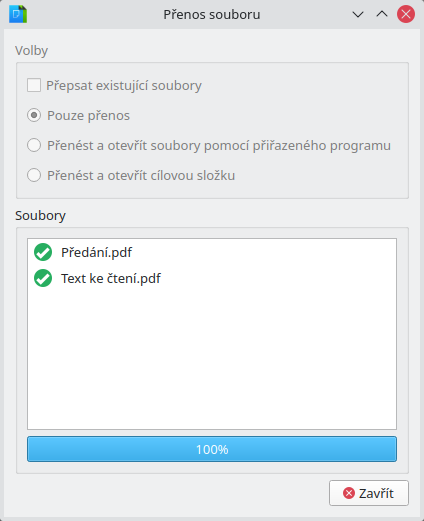 Přenos souboru
Volby
Přepsat existující soubory
Pouze přenos
Přenést a otevřít soubory pomocí přiřazeného programu
Přenést a otevřít cílovou složku
Soubory
Předání.pdf
Text ke čtení.pdf
100%
Zavřít